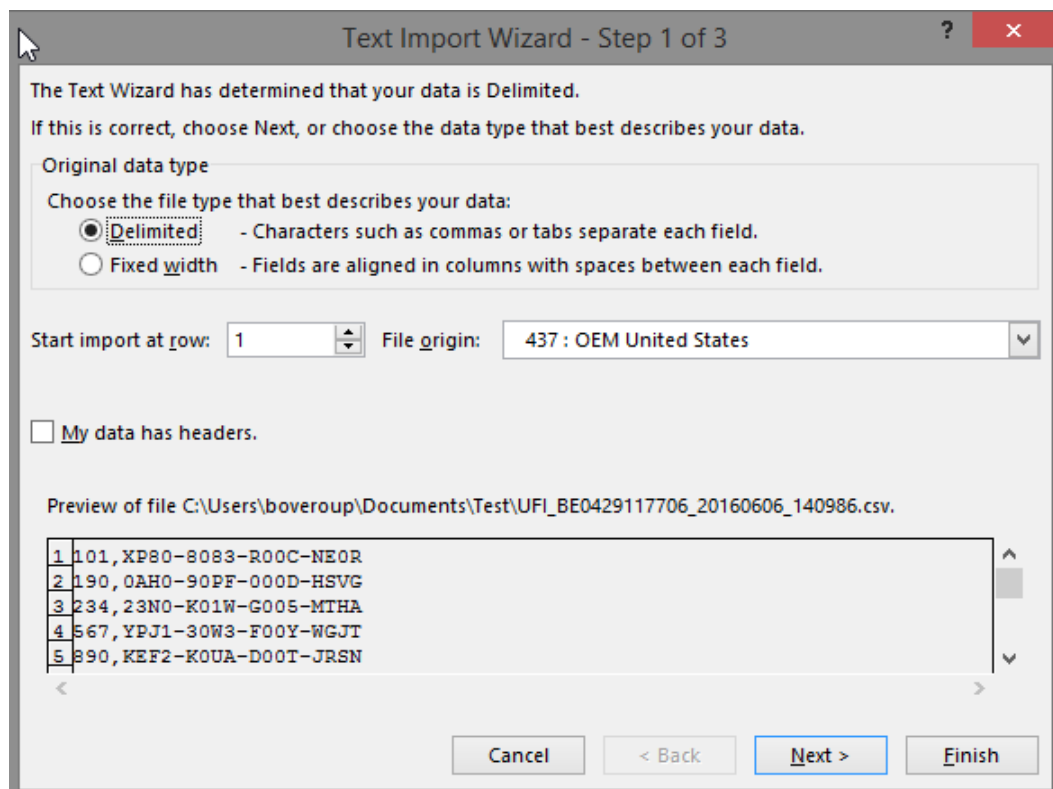 Text Import Wizard - Step 1 of 3 ?
The Text Wizard has determined that your data is Delimited.
If this is correct, choose Next, or choose the data type that best describes your data.
Original data type
Choose the file type that best describes your data:
Delimited - Characters such as commas or tabs separate each field.
Fixed width - Fields are aligned in columns with spaces between each field.
Start import at row: 1 File origin: 437 : OEM United States
My data has headers.
Preview of file C:\Users\boveroup\Documents\Test\UFI_BE0429117706_20160606_140986.csv.
1 101,XP80-8083-R00C-NE0R
2 190,0AH0-90PF-000D-HSVG
3 234,23N0-K01W-G005-MTHA
4 567,YPJ1-30W3-F00Y-WGJT
5 890,KEF2-K0UA-D00T-JRSN
Cancel < Back Next > Finish